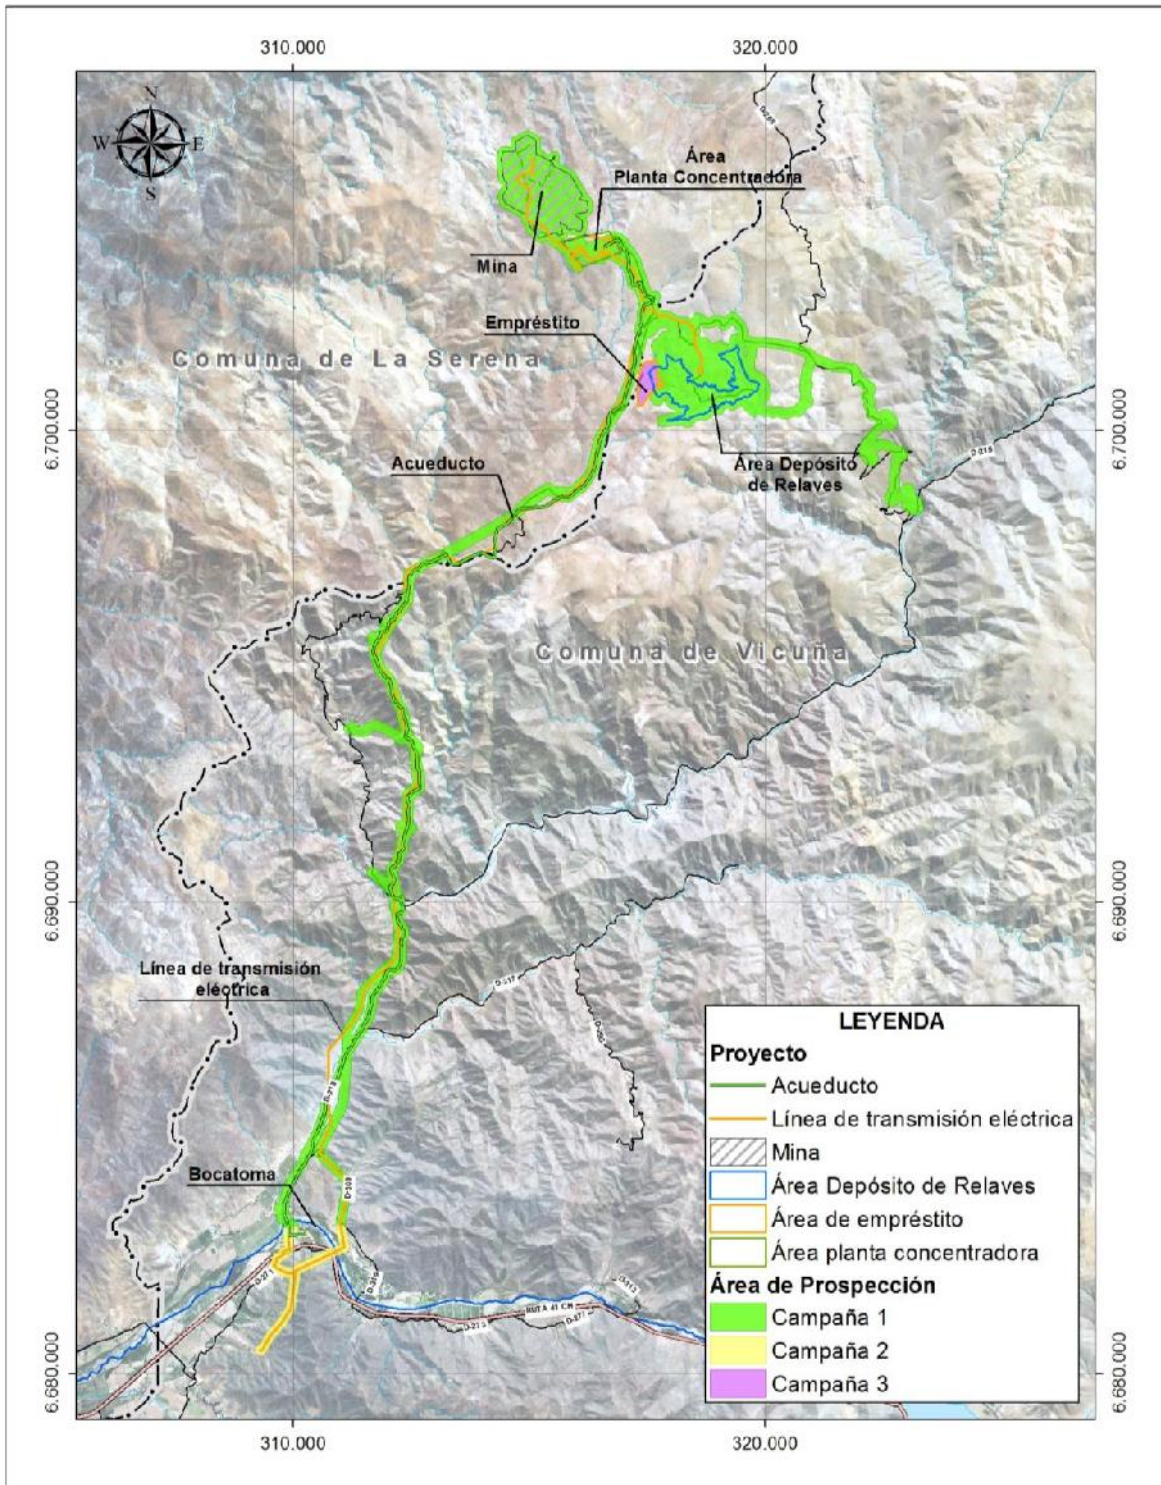 310.000
320.000
N
W
E
S
Área
Planta Concentradora
Mina
Empréstito
Comuna de La Serena
6.700.000
6.700.000
D-215
Acueducto
Área Depósito
de Relaves
Comuna de Vicuña
6.690.000
6.690.000
Línea de transmisión
eléctrica
D-317
LEYENDA
Proyecto
Acueducto
Línea de transmisión eléctrica
Mina
Área Depósito de Relaves
Área de empréstito
Área planta concentradora
Área de Prospección
Campaña 1
Campaña 2
Campaña 3
Bocatoma
D-271
RUTA 41 CH
D-277
6.680.000
6.680.000
310.000
320.000